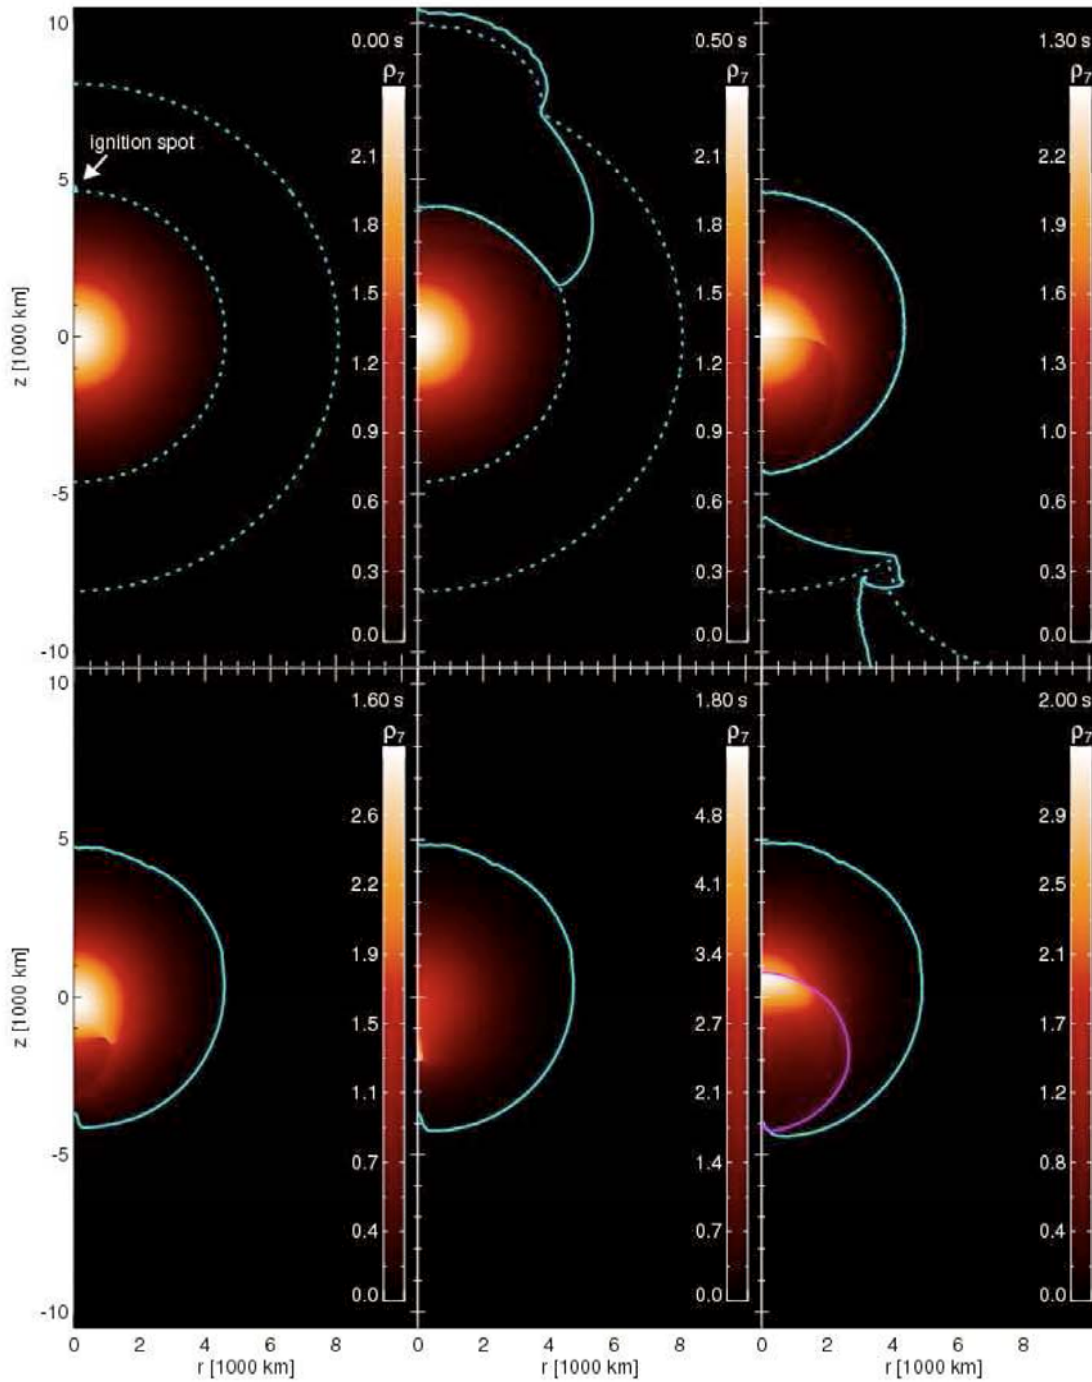 10
5
0
-5
-10
z [1000 km]
ignition spot
0.00 s
ρ7
2.1
1.8
1.5
1.2
0.9
0.6
0.3
0.0
0.50 s
ρ7
2.1
1.8
1.5
1.2
0.9
0.6
0.3
0.0
1.30 s
ρ7
2.2
1.9
1.6
1.3
1.0
0.6
0.3
0.0
10
5
0
-5
-10
z [1000 km]
1.60 s
ρ7
2.6
2.2
1.9
1.5
1.1
0.7
0.4
0.0
0 2 4 6 8
r [1000 km]
1.80 s
ρ7
4.8
4.1
3.4
2.7
2.1
1.4
0.7
0.0
0 2 4 6 8
r [1000 km]
2.00 s
ρ7
2.9
2.5
2.1
1.7
1.2
0.8
0.4
0.0
0 2 4 6 8
r [1000 km]